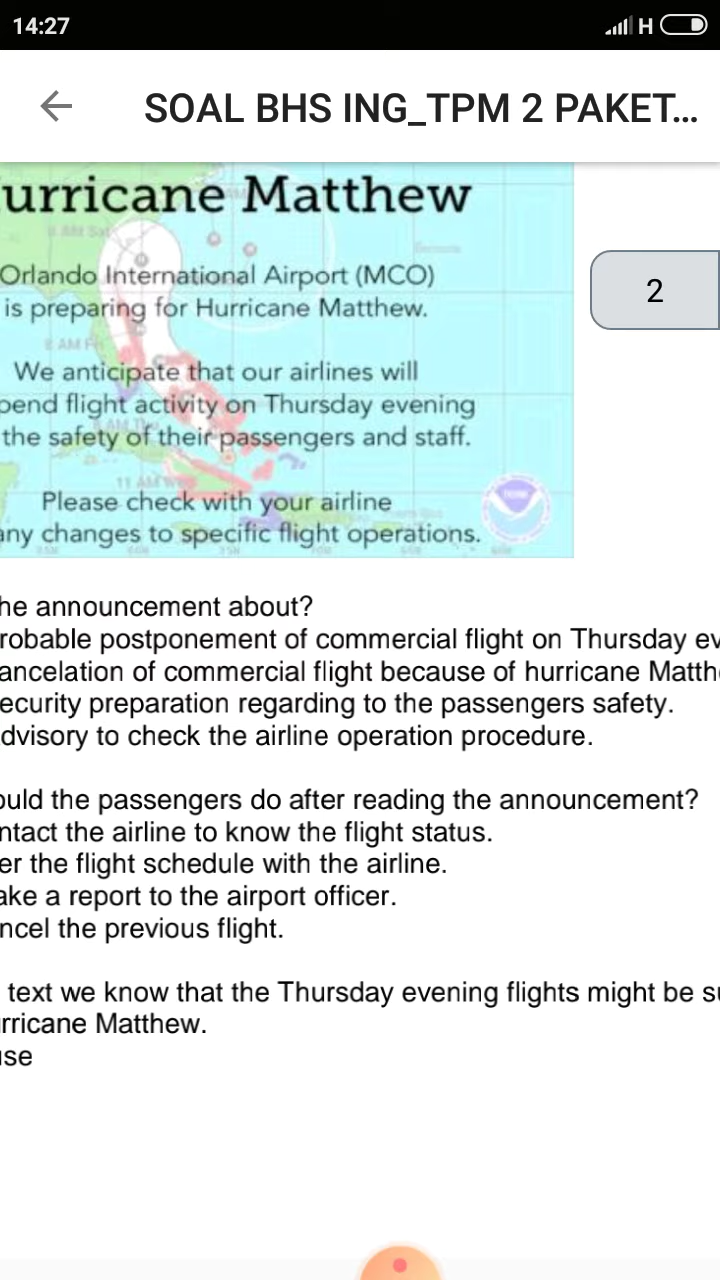 14:27
H
SOAL BHS ING_TPM 2 PAKET...
urricane Matthew
Orlando International Airport (MCO)
is preparing for Hurricane Matthew.
2
8 AM
We anticipate that our airlines will
pend flight activity on Thursday evening
the safety of their passengers and staff.
11 AM
Please check with your airline
any changes to specific flight operations.
he announcement about?
robable postponement of commercial flight on Thursday ev
ancelation of commercial flight because of hurricane Matth
ecurity preparation regarding to the passengers safety.
dvisory to check the airline operation procedure.
ould the passengers do after reading the announcement?
ntact the airline to know the flight status.
er the flight schedule with the airline.
ake a report to the airport officer.
ncel the previous flight.
text we know that the Thursday evening flights might be su
rricane Matthew.
use